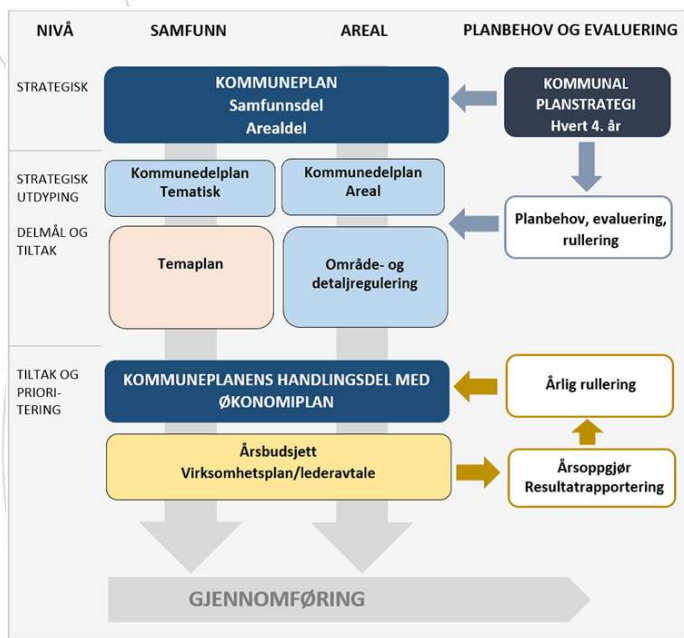 NIVÅ
SAMFUNN
AREAL
PLANBEHOV OG EVALUERING
STRATEGISK
KOMMUNEPLAN
Samfunnsdel
Arealdel
KOMMUNAL
PLANSTRATEGI
Hvert 4. år
STRATEGISK
UTDYPING
DELMÅL OG
TILTAK
Kommunedelplan
Tematisk
Kommunedelplan
Areal
Planbehov, evaluering,
rullering
Temaplan
Område- og
detaljregulering
TILTAK OG
PRIORI-
TERING
KOMMUNEPLANENS HANDLINGSDEL MED
ØKONOMIPLAN
Årlig rullering
Årsbudsjett
Virksomhetsplan/lederavtale
Årsoppgjør
Resultatrapportering
GJENNOMFØRING